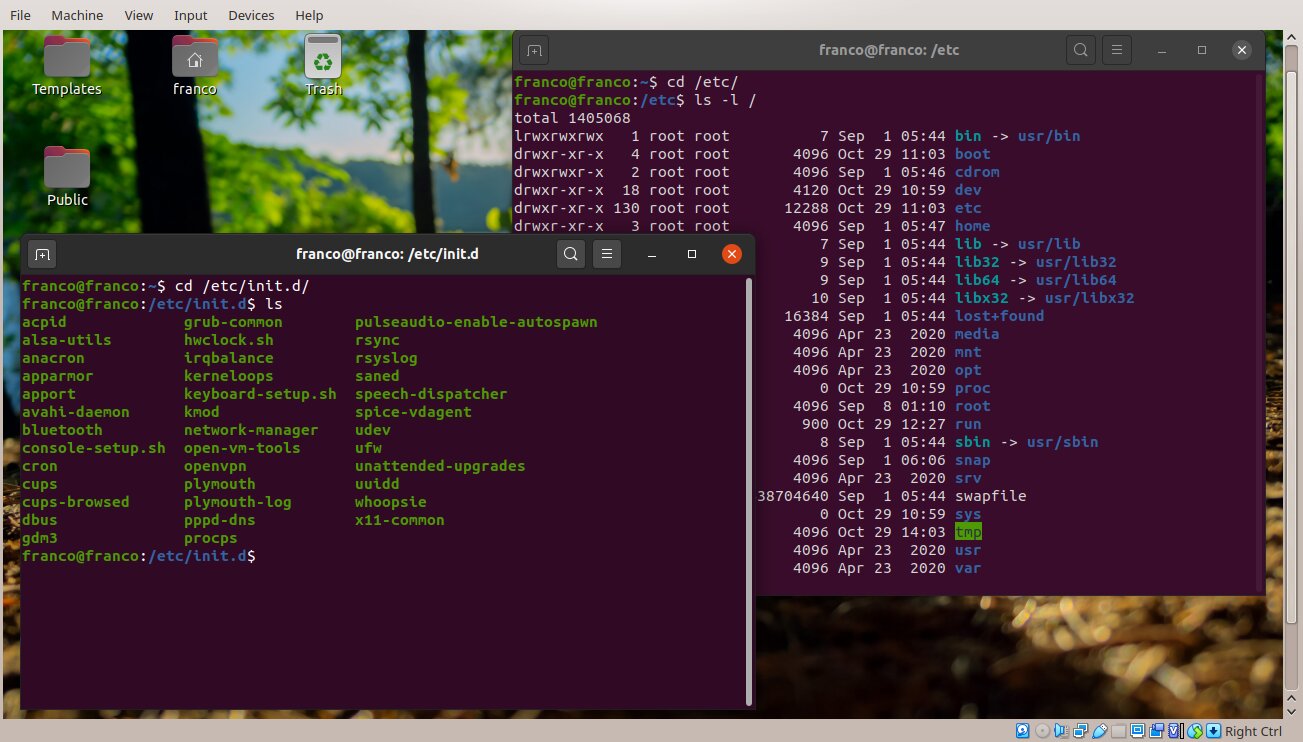 File Machine View Input Devices Help
Templates franco Trash
Public
franco@franco: /etc
franco@franco:~$ cd /etc/
franco@franco:/etc$ ls -l /
total 1405068
lrwxrwxrwx 1 root root 7 Sep 1 05:44 bin -> usr/bin
drwxr-xr-x 4 root root 4096 Oct 29 11:03 boot
drwxrwxr-x 2 root root 4096 Sep 1 05:46 cdrom
drwxr-xr-x 18 root root 4120 Oct 29 10:59 dev
drwxr-xr-x 130 root root 12288 Oct 29 11:03 etc
drwxr-xr-x 3 root root 4096 Sep 1 05:47 home
7 Sep 1 05:44 lib -> usr/lib
9 Sep 1 05:44 lib32 -> usr/lib32
9 Sep 1 05:44 lib64 -> usr/lib64
10 Sep 1 05:44 libx32 -> usr/libx32
16384 Sep 1 05:44 lost+found
4096 Apr 23 2020 media
4096 Apr 23 2020 mnt
4096 Apr 23 2020 opt
0 Oct 29 10:59 proc
4096 Sep 8 01:10 root
900 Oct 29 12:27 run
8 Sep 1 05:44 sbin -> usr/sbin
4096 Sep 1 06:06 snap
4096 Apr 23 2020 srv
38704640 Sep 1 05:44 swapfile
0 Oct 29 10:59 sys
4096 Oct 29 14:03 tmp
4096 Apr 23 2020 usr
4096 Apr 23 2020 var
franco@franco: /etc/init.d
franco@franco:~$ cd /etc/init.d/
franco@franco:/etc/init.d$ ls
acpid grub-common pulseaudio-enable-autospawn
alsa-utils hwclock.sh rsync
anacron irqbalance rsyslog
apparmor kerneloops saned
apport keyboard-setup.sh speech-dispatcher
avahi-daemon kmod spice-vdagent
bluetooth network-manager udev
console-setup.sh open-vm-tools ufw
cron openvpn unattended-upgrades
cups plymouth uuidd
cups-browsed plymouth-log whoopsie
dbus pppd-dns x11-common
gdm3 procps
franco@franco:/etc/init.d$
Right Ctrl